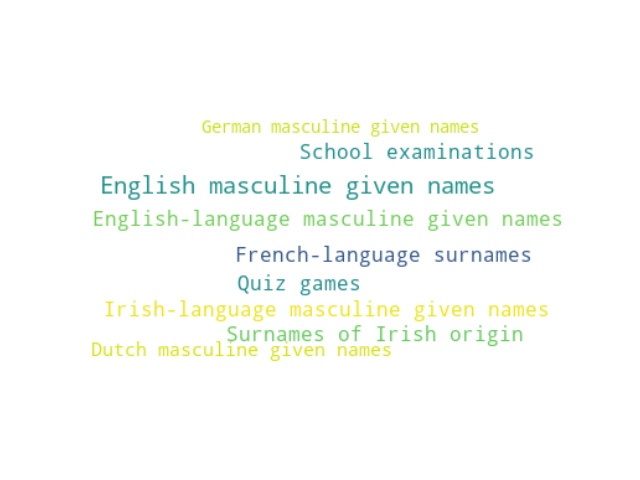 German masculine given names
School examinations
English masculine given names
English-language masculine given names
French-language surnames
Quiz games
Irish-language masculine given names
Surnames of Irish origin
Dutch masculine given names